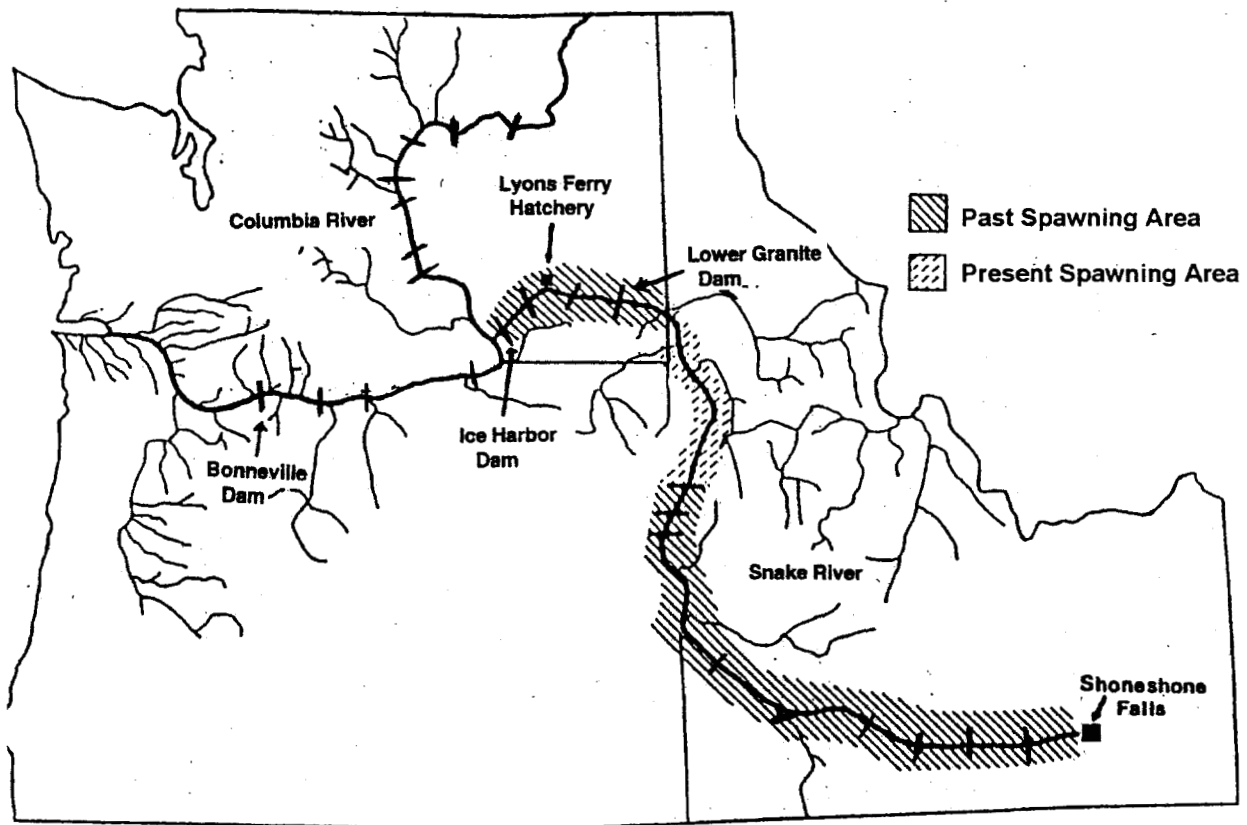 Lyons Ferry
Hatchery
Columbia River
Past Spawning Area
Lower Granite
Dam
Present Spawning Area
Ice Harbor
Dam
Bonneville
Dam
Snake River
Shoneshone
Falls